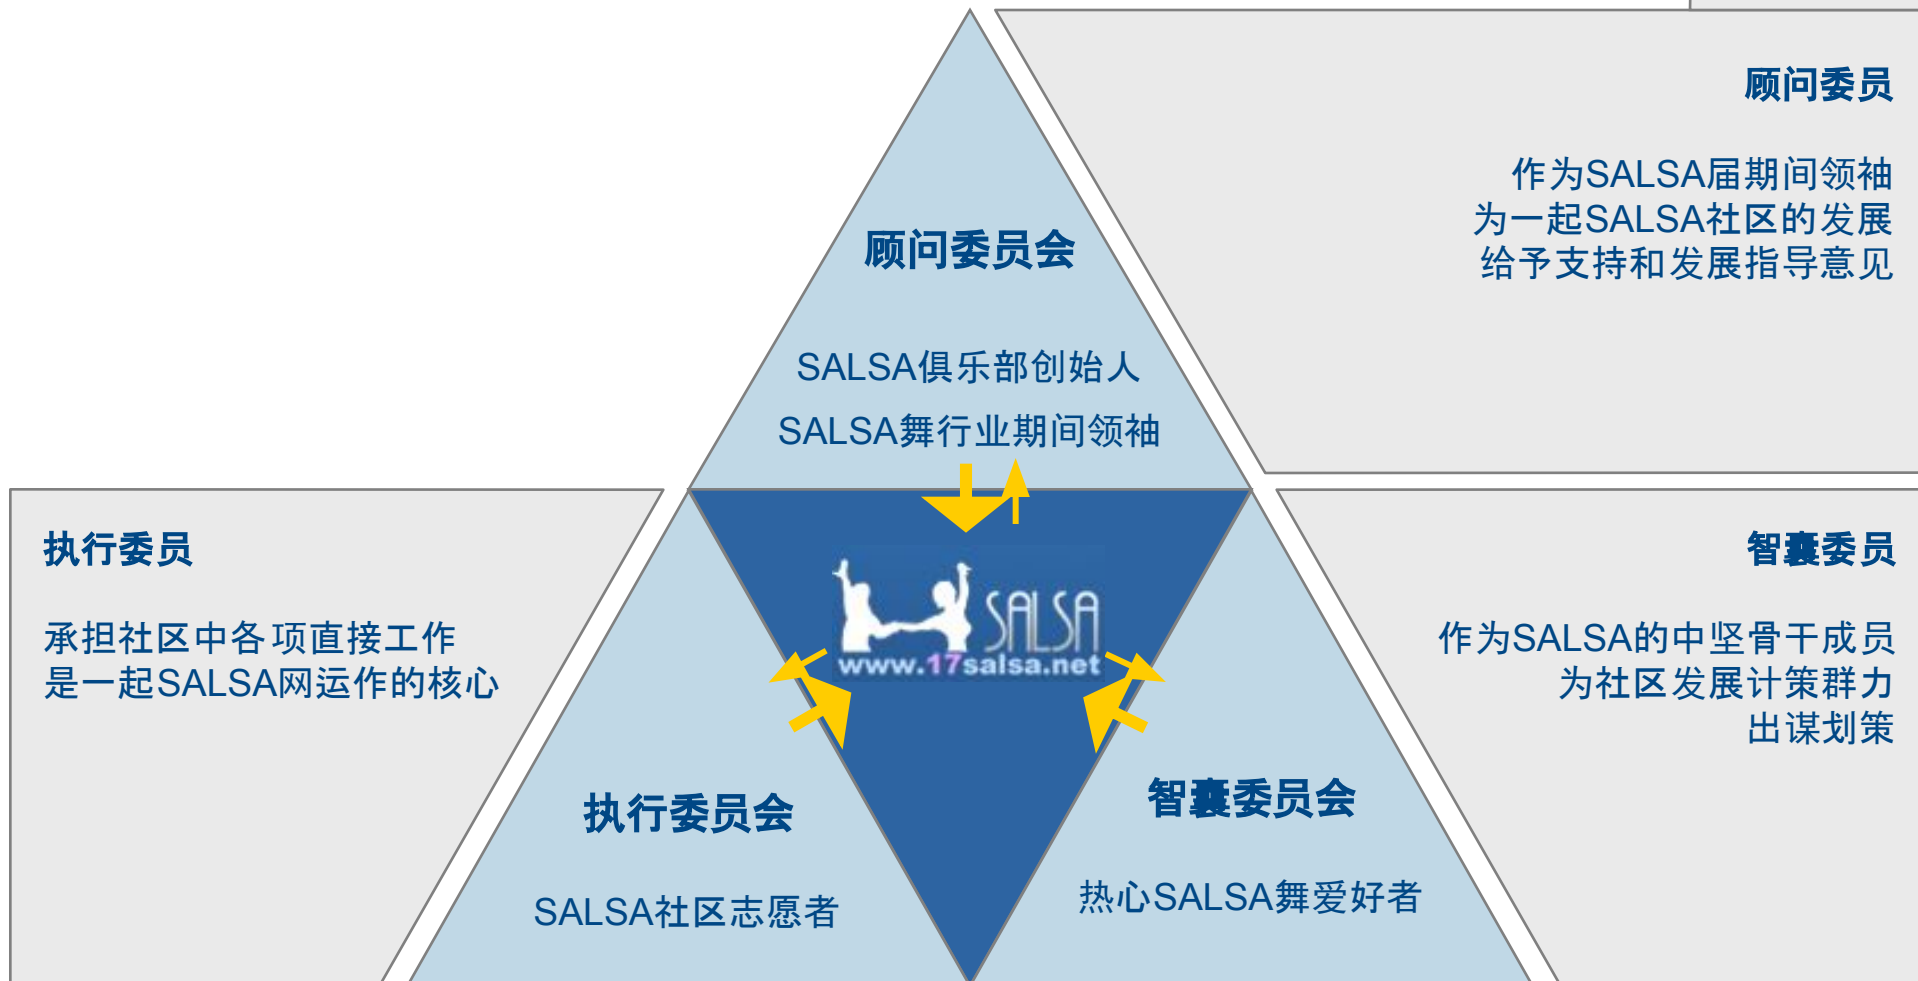 顾问委员
作为SALSA届期间领袖
为一起SALSA社区的发展
给予支持和发展指导意见
顾问委员会
SALSA俱乐部创始人
SALSA舞行业期间领袖
执行委员
承担社区中各项直接工作
是一起SALSA网运作的核心
SALSA
www.17salsa.net
智囊委员
作为SALSA的中坚骨干成员
为社区发展计策群力
出谋划策
执行委员会
SALSA社区志愿者
智囊委员会
热心SALSA舞爱好者